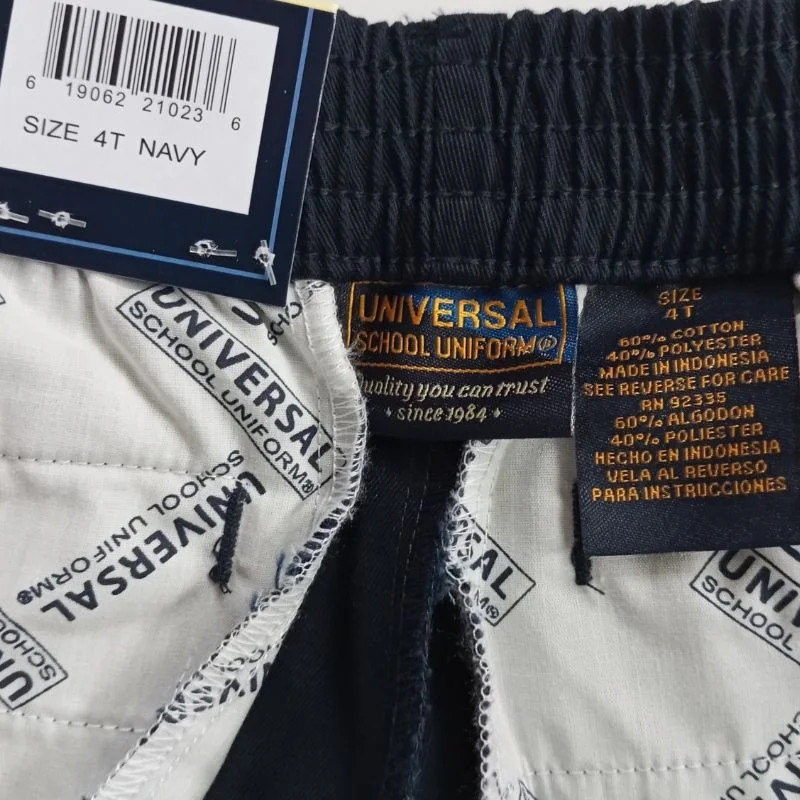 6 19062 21023 6
SIZE 4T NAVY
UNIVERSAL
SCHOOL UNIFORM®
quality you can trust
since 1984
SIZE
4T
60% COTTON
40% POLYESTER
MADE IN INDONESIA
SEE REVERSE FOR CARE
RN 92335
60% ALGODON
40% POLIESTER
HECHO EN INDONESIA
VELA AL REVERSO
PARA INSTRUCCIONES
UNIVERSAL
SCHOOL UNIFORM®
UNIVERSAL
SCHOOL UNIFORM®